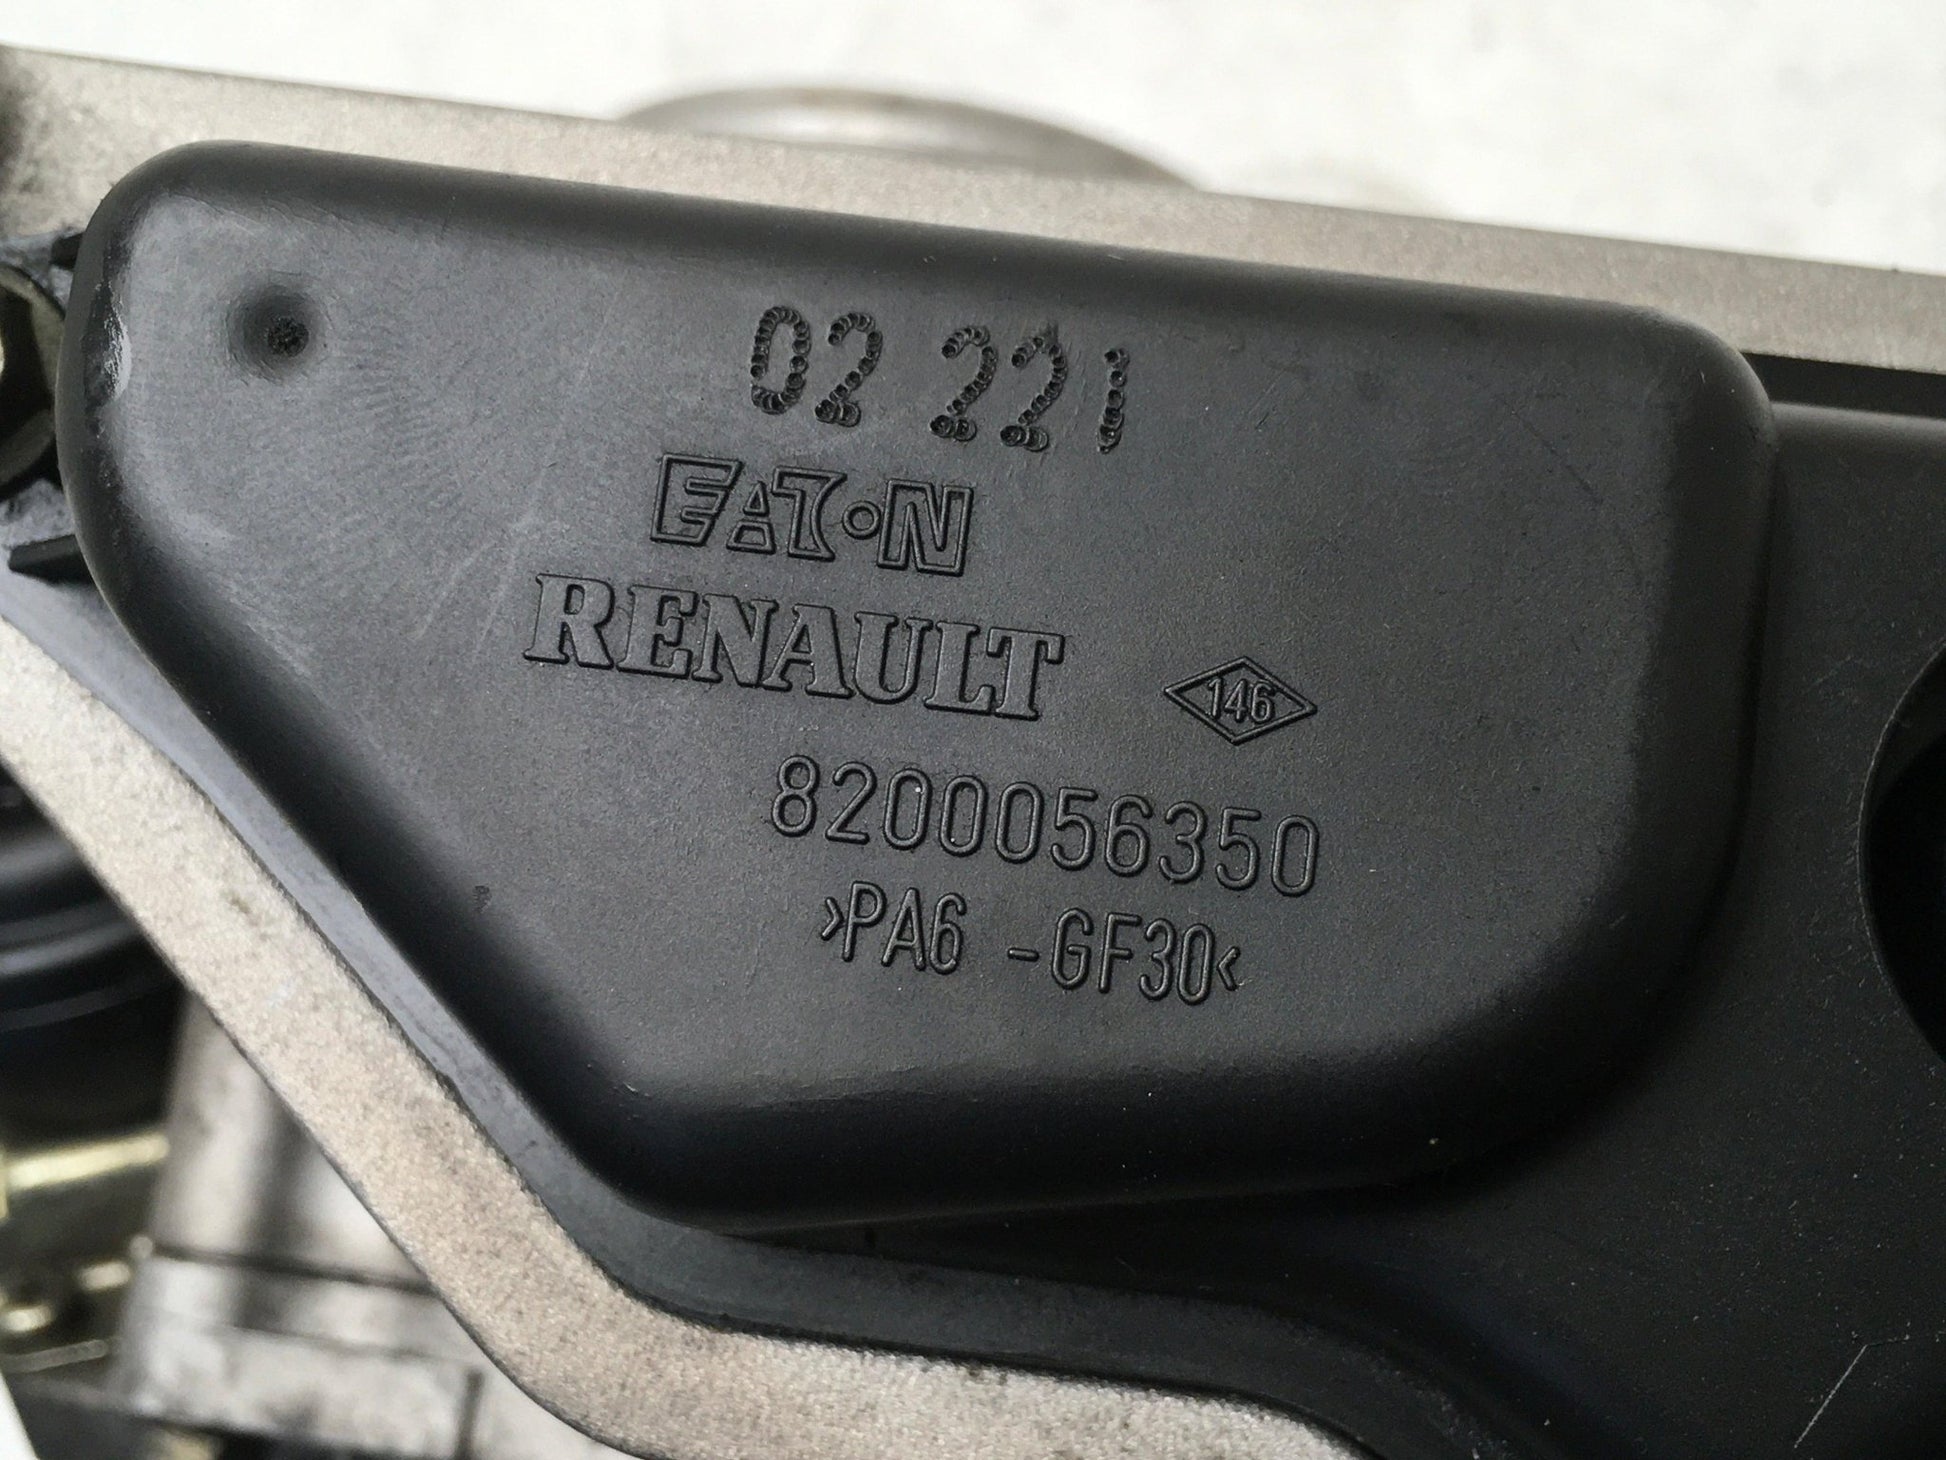 02 221
EATON
RENAULT
146
8200056350
>PA6 -GF30<